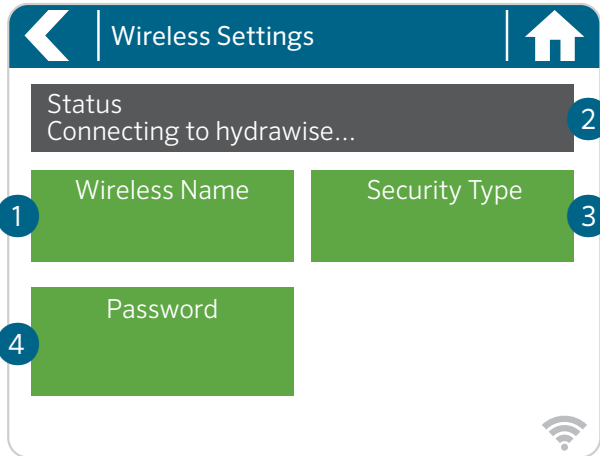 Wireless Settings
Status
Connecting to hydrawise...
2
Wireless Name
Security Type
1
3
Password
4